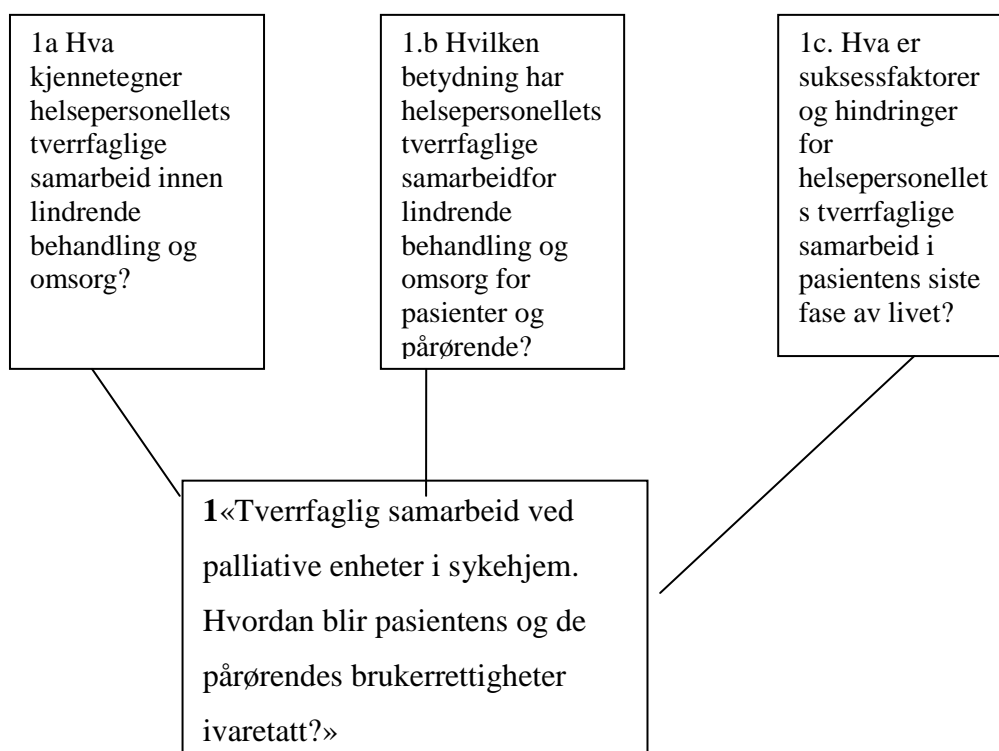 1a Hva
kjennetegner
helsepersonellets
tverrfaglige
samarbeid innen
lindrende
behandling og
omsorg?
1.b Hvilken
betydning har
helsepersonellets
tverrfaglige
samarbeidfor
lindrende
behandling og
omsorg for
pasienter og
pårørende?
1c. Hva er
suksessfaktorer
og hindringer
for
helsepersonellet
s tverrfaglige
samarbeid i
pasientens siste
fase av livet?
1«Tverrfaglig samarbeid ved
palliative enheter i sykehjem.
Hvordan blir pasientens og de
pårørendes brukerrettigheter
ivaretatt?»